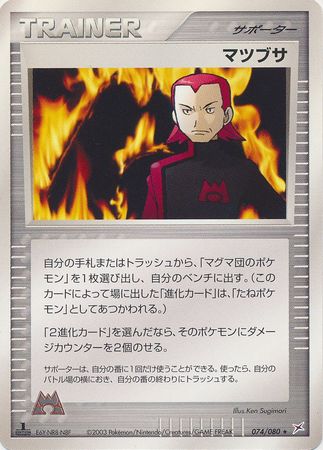 TRAINER サポーター
マツブサ
自分の手札またはトラッシュから、「マグマ団のポケ
モン」を1枚選び出し、自分のベンチに出す。(この
カードによって場に出した「進化カード」は、「たねポケモ
ン」としてあつかわれる。)
「2進化カード」を選んだなら、そのポケモンにダメー
ジカウンターを2個のせる。
サポーターは、自分の番に1回だけ使うことができる。使ったら、自分の
バトル場の横におき、自分の番の終わりにトラッシュする。
Illus.Ken Sugimori
1 E6Y-NR8-N8F ©2003 Pokémon/Nintendo/Creatures/GAME FREAK 074/080 ★